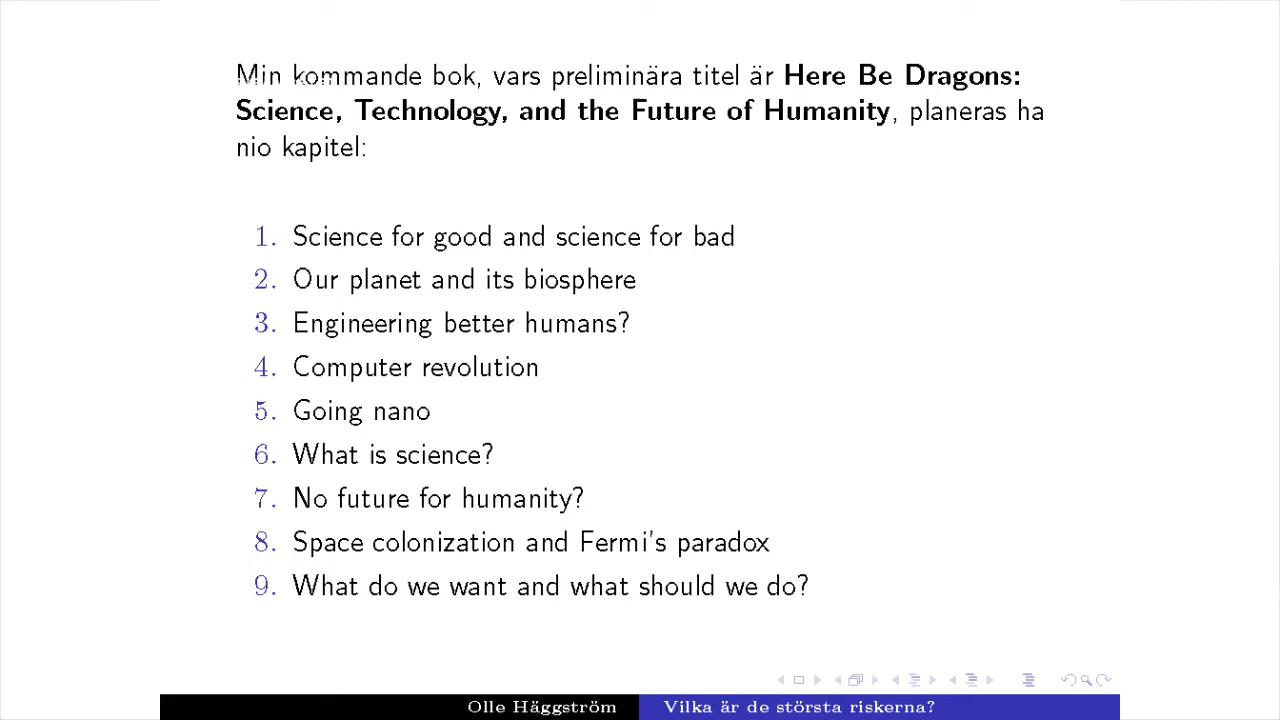 Min kommande bok, vars preliminära titel är Here Be Dragons:
Science, Technology, and the Future of Humanity, planeras ha
nio kapitel:
1. Science for good and science for bad
2. Our planet and its biosphere
3. Engineering better humans?
4. Computer revolution
5. Going nano
6. What is science?
7. No future for humanity?
8. Space colonization and Fermi's paradox
9. What do we want and what should we do?
Olle Häggström Vilka är de största riskerna?